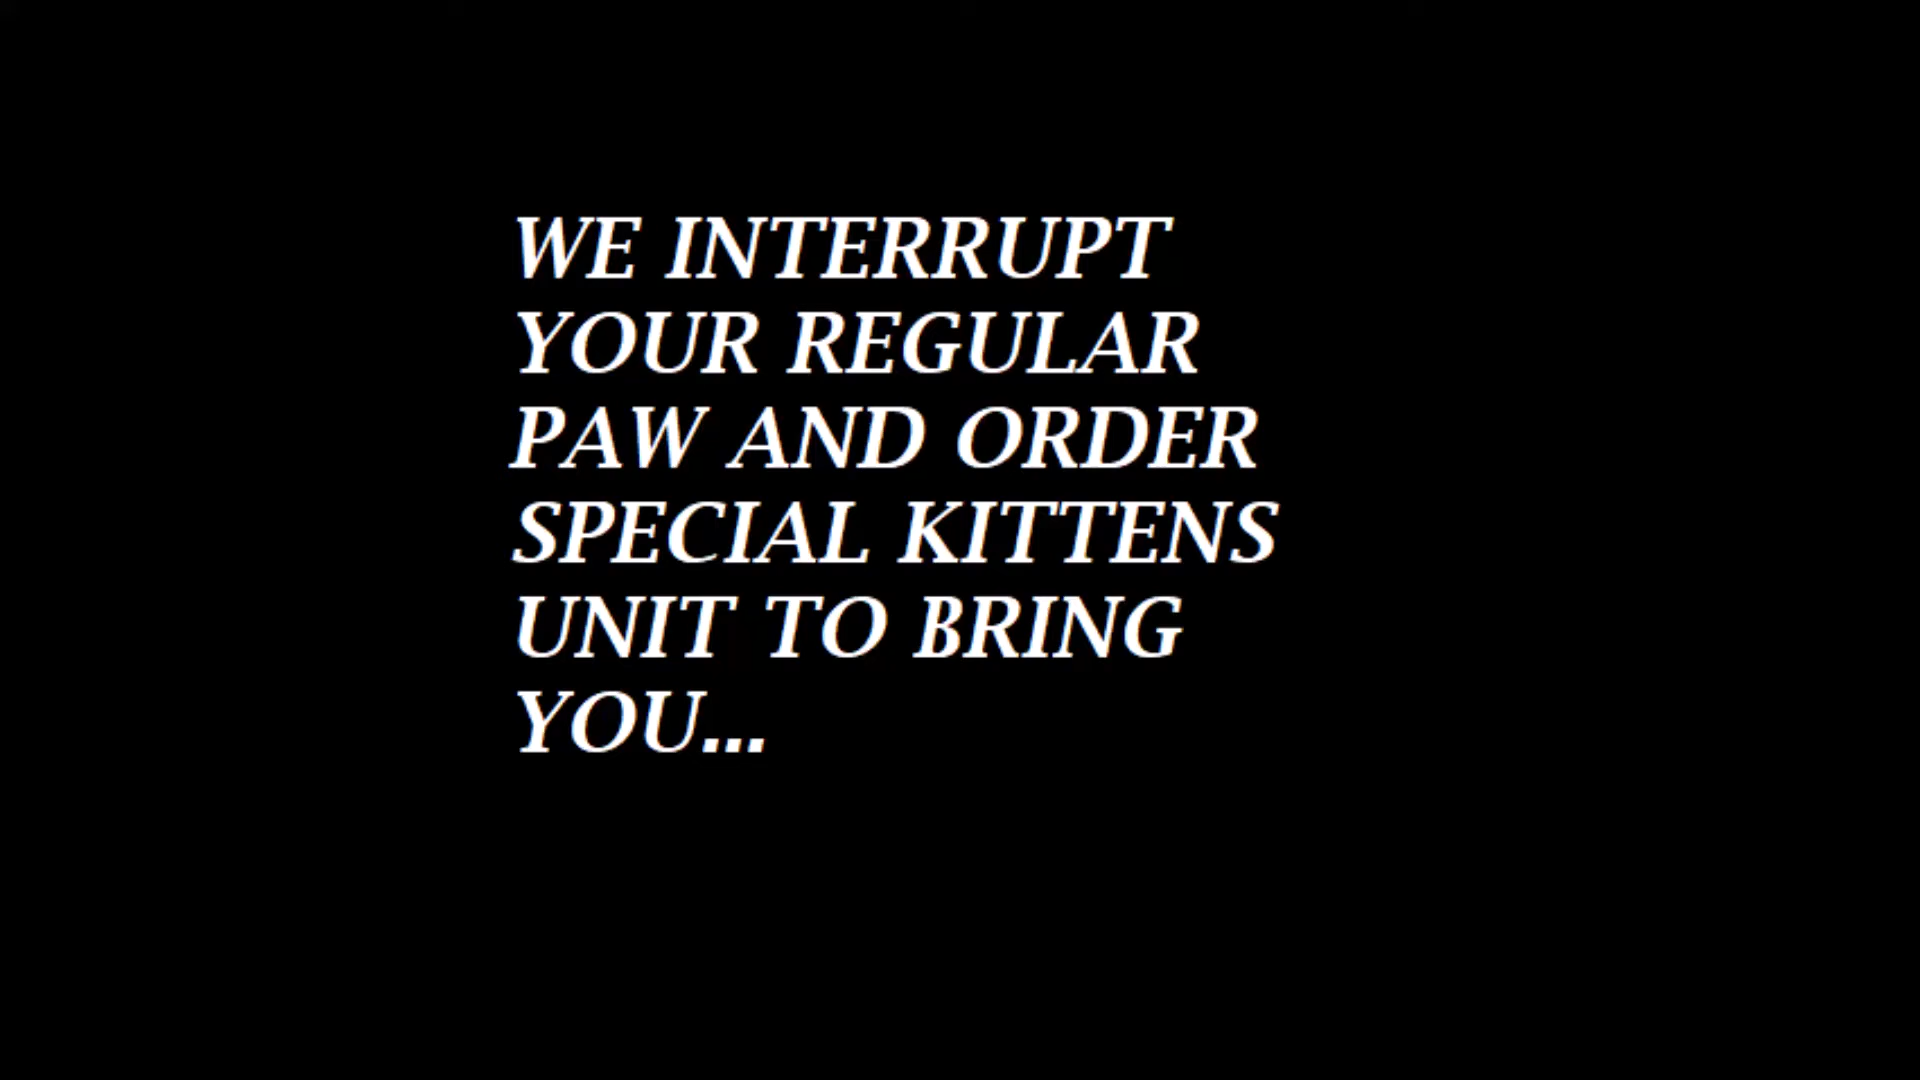 WE INTERRUPT
YOUR REGULAR
PAW AND ORDER
SPECIAL KITTENS
UNIT TO BRING
YOU...